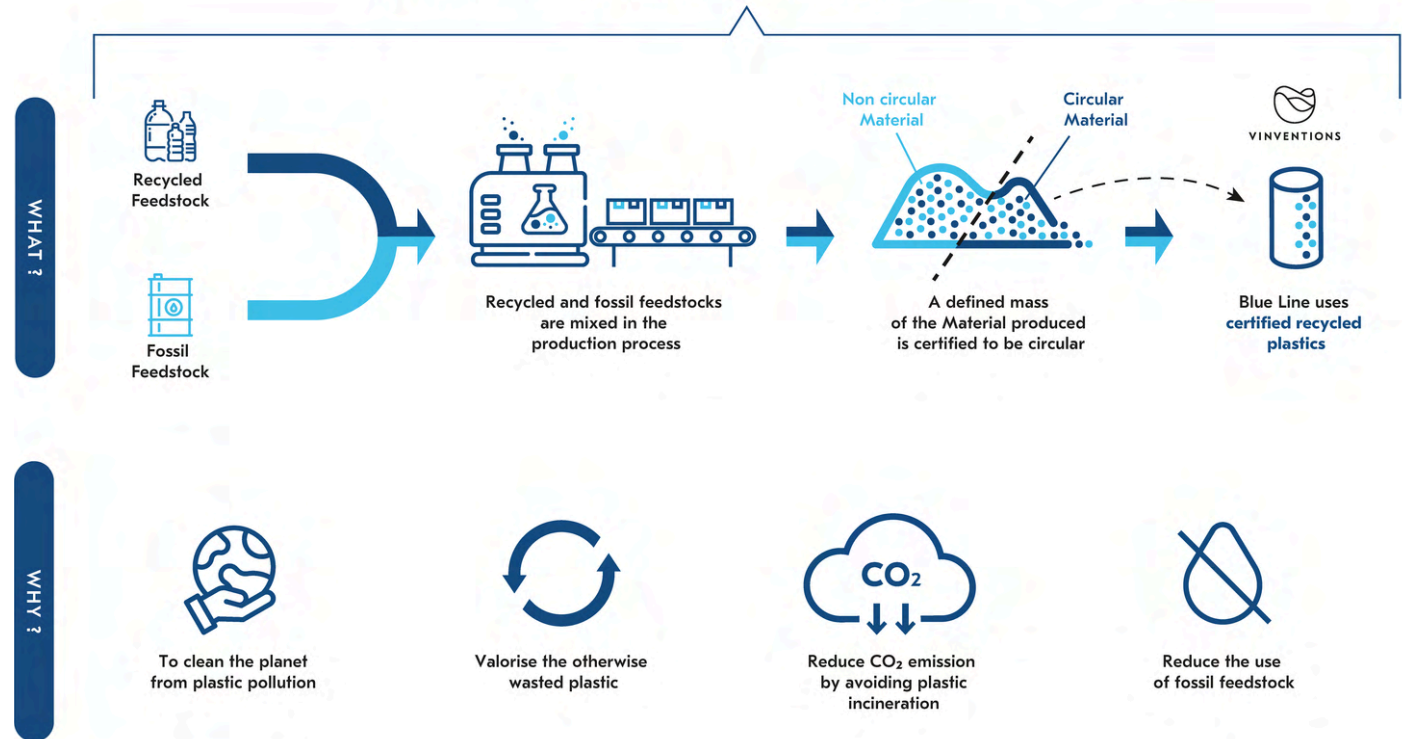 WHAT ?
Recycled
Feedstock
Fossil
Feedstock
Recycled and fossil feedstocks
are mixed in the
production process
Non circular
Material
Circular
Material
A defined mass
of the Material produced
is certified to be circular
VINVENTIONS
Blue Line uses
certified recycled
plastics
WHY ?
To clean the planet
from plastic pollution
Valorise the otherwise
wasted plastic
CO₂
Reduce CO₂ emission
by avoiding plastic
incineration
Reduce the use
of fossil feedstock